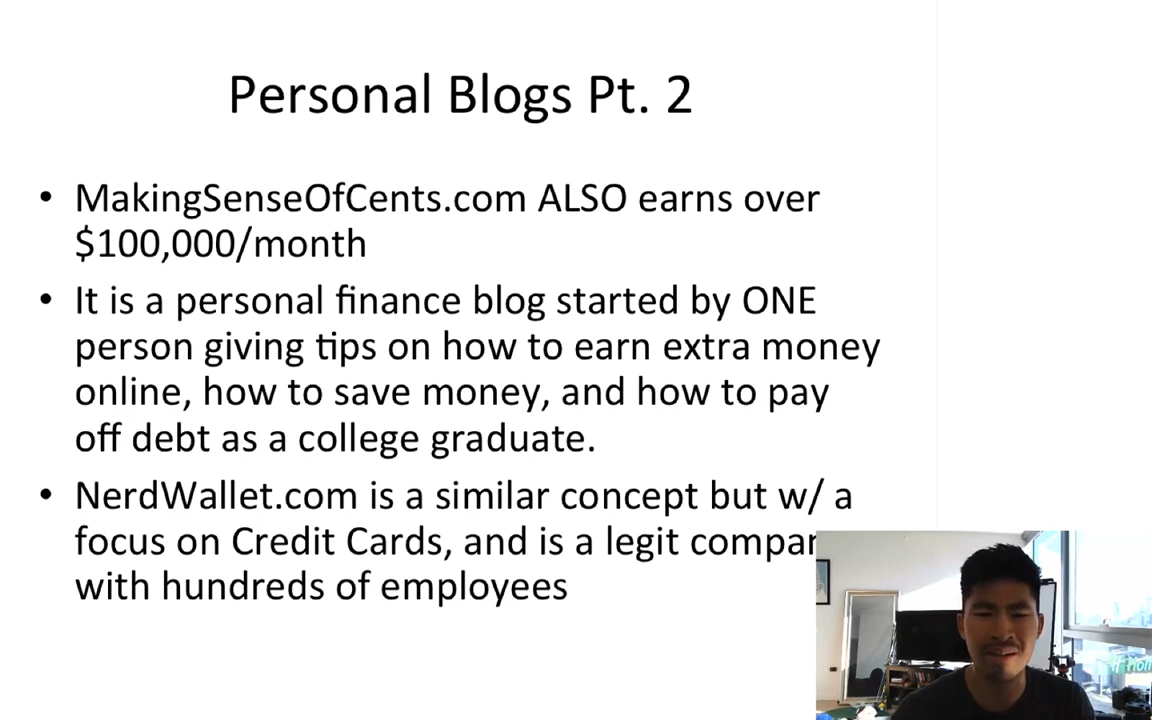 Personal Blogs Pt. 2
• MakingSenseOfCents.com ALSO earns over
$100,000/month
• It is a personal finance blog started by ONE
person giving tips on how to earn extra money
online, how to save money, and how to pay
off debt as a college graduate.
• NerdWallet.com is a similar concept but w/ a
focus on Credit Cards, and is a legit compan
with hundreds of employees